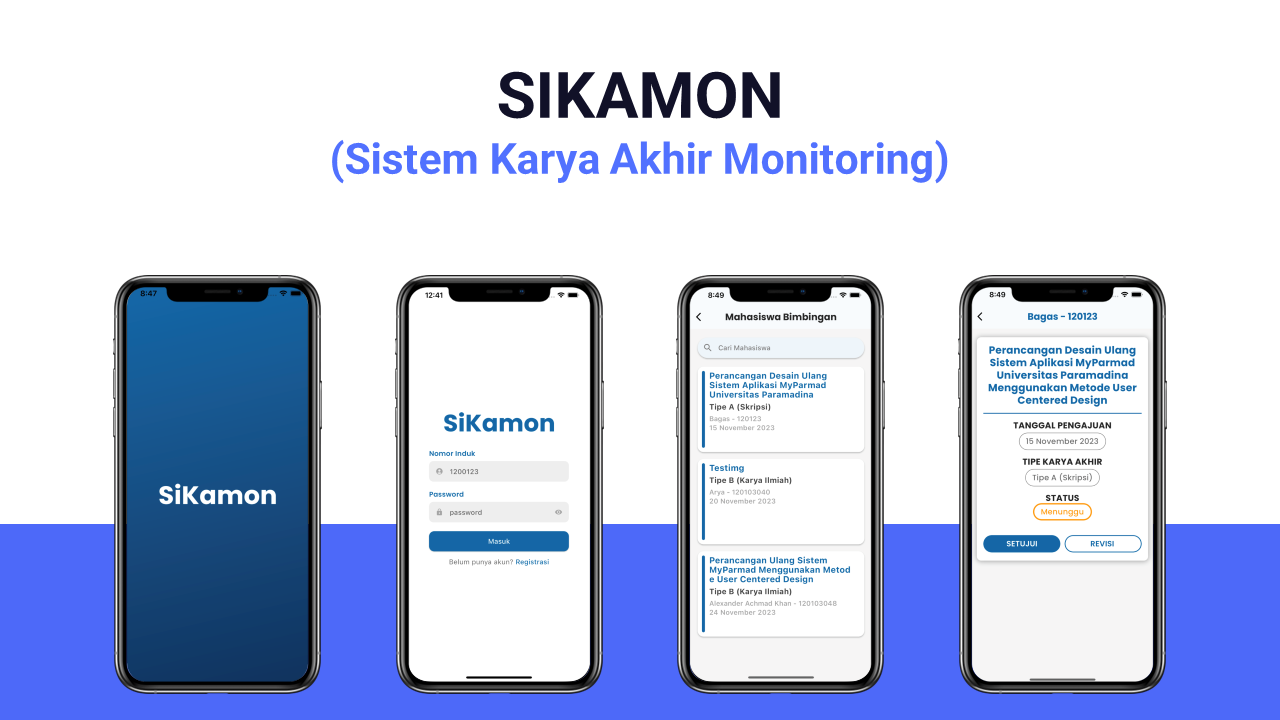 SIKAMON
(Sistem Karya Akhir Monitoring)
8:47
SiKamon
12:41
SiKamon
Nomor Induk
1200123
Password
password
Masuk
Belum punya akun? Registrasi
8:49
Mahasiswa Bimbingan
Cari Mahasiswa
Perancangan Desain Ulang
Sistem Aplikasi MyParmad
Universitas Paramadina
Tipe A (Skripsi)
Bagas - 120123
15 November 2023
Testimg
Tipe B (Karya Ilmiah)
Arya - 120103040
20 November 2023
Perancangan Ulang Sistem
MyParmad Menggunakan Metod
e User Centered Design
Tipe B (Karya Ilmiah)
Alexander Achmad Khan - 120103048
24 November 2023
8:49
Bagas - 120123
Perancangan Desain Ulang
Sistem Aplikasi MyParmad
Universitas Paramadina
Menggunakan Metode User
Centered Design
TANGGAL PENGAJUAN
15 November 2023
TIPE KARYA AKHIR
Tipe A (Skripsi)
STATUS
Menunggu
SETUJUI
REVISI